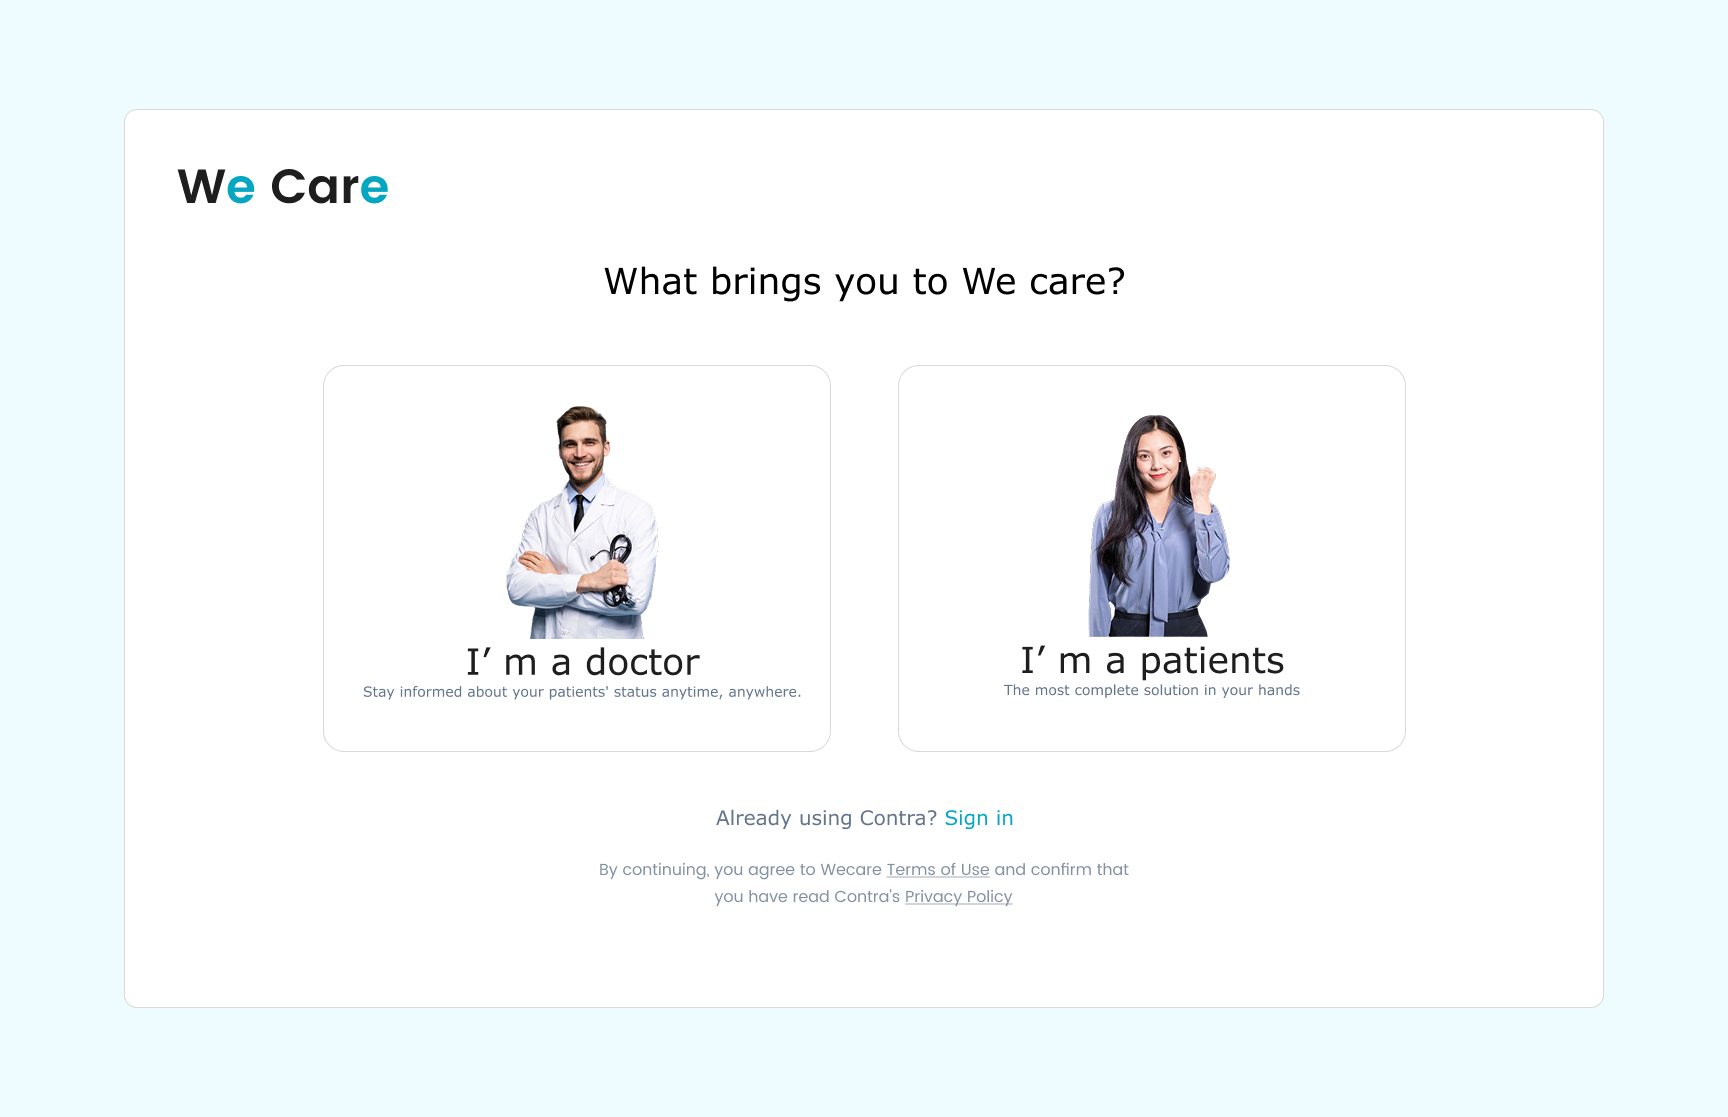 We Care
What brings you to We care?
I’ m a doctor
Stay informed about your patients' status anytime, anywhere.
I’ m a patients
The most complete solution in your hands
Already using Contra? Sign in
By continuing, you agree to Wecare Terms of Use and confirm that
you have read Contra's Privacy Policy